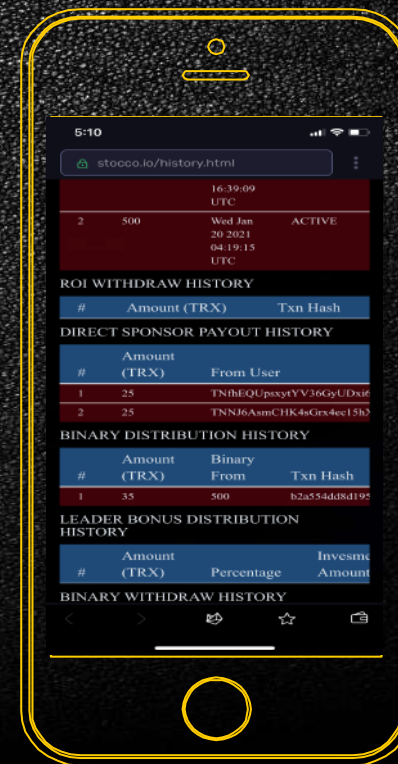 5:10
stocco.io/history.html
16:39:09
UTC
2 500 Wed Jan ACTIVE
20 2021
04:19:15
UTC
ROI WITHDRAW HISTORY
# Amount (TRX) Txn Hash
DIRECT SPONSOR PAYOUT HISTORY
Amount
# (TRX) From User
1 25 TNfhEQUpsxytYV36GyUDxi6
2 25 TNNJ6AsmCHK4sGrx4ec15h
BINARY DISTRIBUTION HISTORY
Amount Binary
# (TRX) From Txn Hash
1 35 500 b2a554dd8d195
LEADER BONUS DISTRIBUTION
HISTORY
Amount Invesme
# (TRX) Percentage Amount
BINARY WITHDRAW HISTORY